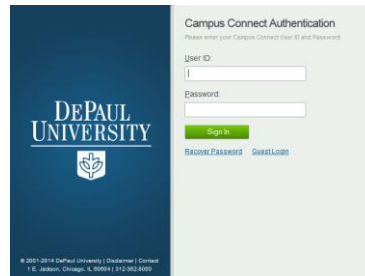 Campus Connect Authentication
Please enter your Campus Connect User ID and Password
User ID:
Password:
Sign In
Recover Password Guest Login
DEPAUL
UNIVERSITY
© 2001-2014 DePaul University | Disclaimer | Contact
1 E. Jackson, Chicago, IL 60604 | 312-362-8000